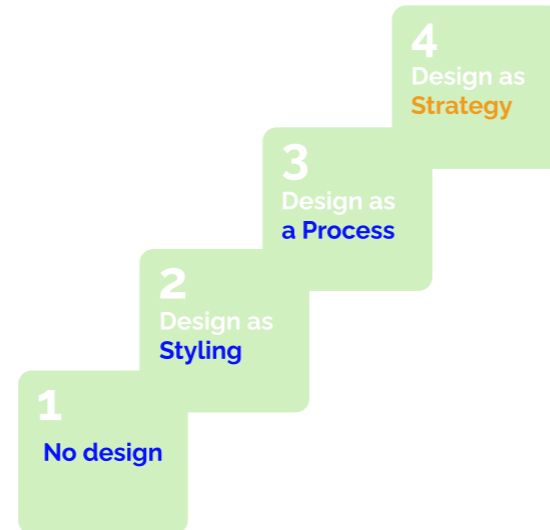 4
Design as
Strategy
3
Design as
a Process
2
Design as
Styling
1
No design